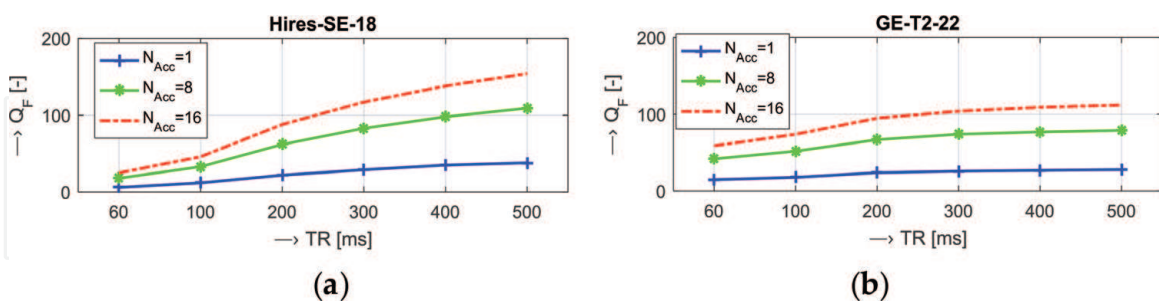 Hires-SE-18
200
100
0
⟶ Q_F [-]
N_Acc=1
N_Acc=8
N_Acc=16
60 100 200 300 400 500
⟶ TR [ms]
(a)
GE-T2-22
200
100
0
⟶ Q_F [-]
N_Acc=1
N_Acc=8
N_Acc=16
60 100 200 300 400 500
⟶ TR [ms]
(b)